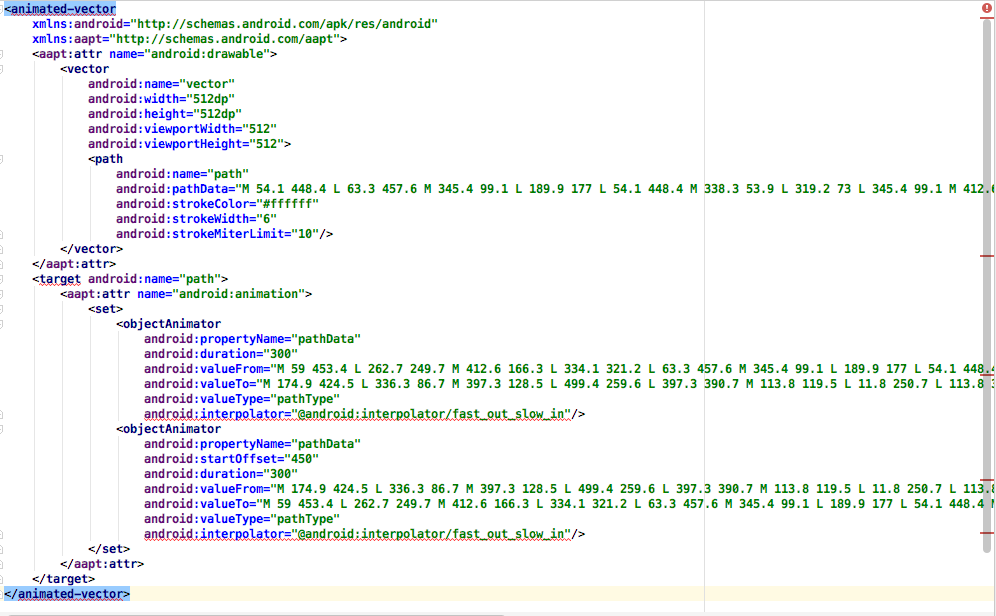 <animated-vector
xmlns:android="http://schemas.android.com/apk/res/android"
xmlns:aapt="http://schemas.android.com/aapt">
<aapt:attr name="android:drawable">
<vector
android:name="vector"
android:width="512dp"
android:height="512dp"
android:viewportWidth="512"
android:viewportHeight="512">
<path
android:name="path"
android:pathData="M 54.1 448.4 L 63.3 457.6 M 345.4 99.1 L 189.9 177 L 54.1 448.4 M 338.3 53.9 L 319.2 73 L 345.4 99.1 M 412.6
android:strokeColor="#ffffff"
android:strokeWidth="6"
android:strokeMiterLimit="10"/>
</vector>
</aapt:attr>
<target android:name="path">
<aapt:attr name="android:animation">
<set>
<objectAnimator
android:propertyName="pathData"
android:duration="300"
android:valueFrom="M 59 453.4 L 262.7 249.7 M 412.6 166.3 L 334.1 321.2 L 63.3 457.6 M 345.4 99.1 L 189.9 177 L 54.1 448.4
android:valueTo="M 174.9 424.5 L 336.3 86.7 M 397.3 128.5 L 499.4 259.6 L 397.3 390.7 M 113.8 119.5 L 11.8 250.7 L 113.8
android:valueType="pathType"
android:interpolator="@android:interpolator/fast_out_slow_in"/>
<objectAnimator
android:propertyName="pathData"
android:startOffset="450"
android:duration="300"
android:valueFrom="M 174.9 424.5 L 336.3 86.7 M 397.3 128.5 L 499.4 259.6 L 397.3 390.7 M 113.8 119.5 L 11.8 250.7 L 113.8
android:valueTo="M 59 453.4 L 262.7 249.7 M 412.6 166.3 L 334.1 321.2 L 63.3 457.6 M 345.4 99.1 L 189.9 177 L 54.1 448.4
android:valueType="pathType"
android:interpolator="@android:interpolator/fast_out_slow_in"/>
</set>
</aapt:attr>
</target>
</animated-vector>